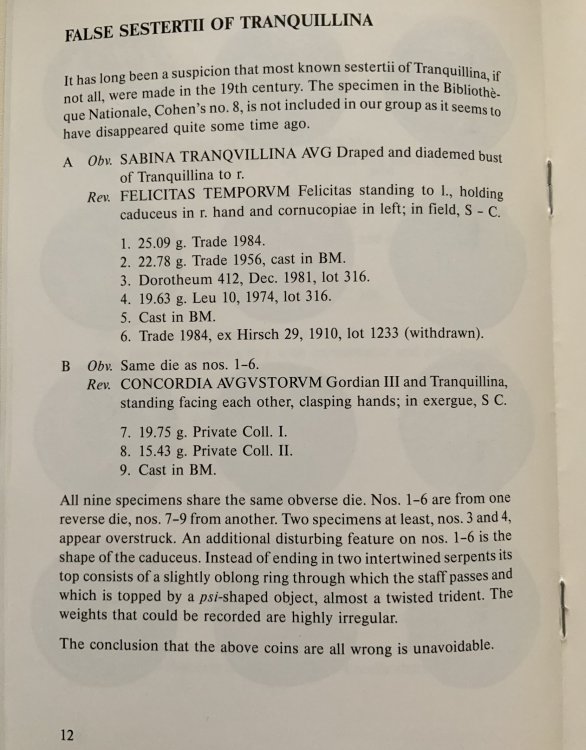 FALSE SESTERTII OF TRANQUILLINA
It has long been a suspicion that most known sestertii of Tranquillina, if
not all, were made in the 19th century. The specimen in the Bibliothè-
que Nationale, Cohen's no. 8, is not included in our group as it seems to
have disappeared quite some time ago.
A Obv. SABINA TRANQVILLINA AVG Draped and diademed bust
of Tranquillina to r.
Rev. FELICITAS TEMPORVM Felicitas standing to l., holding
caduceus in r. hand and cornucopiae in left; in field, S – C.
1. 25.09 g. Trade 1984.
2. 22.78 g. Trade 1956, cast in BM.
3. Dorotheum 412, Dec. 1981, lot 316.
4. 19.63 g. Leu 10, 1974, lot 316.
5. Cast in BM.
6. Trade 1984, ex Hirsch 29, 1910, lot 1233 (withdrawn).
B Obv. Same die as nos. 1–6.
Rev. CONCORDIA AVGVSTORVM Gordian III and Tranquillina,
standing facing each other, clasping hands; in exergue, S C.
7. 19.75 g. Private Coll. I.
8. 15.43 g. Private Coll. II.
9. Cast in BM.
All nine specimens share the same obverse die. Nos. 1–6 are from one
reverse die, nos. 7–9 from another. Two specimens at least, nos. 3 and 4,
appear overstruck. An additional disturbing feature on nos. 1–6 is the
shape of the caduceus. Instead of ending in two intertwined serpents its
top consists of a slightly oblong ring through which the staff passes and
which is topped by a psi-shaped object, almost a twisted trident. The
weights that could be recorded are highly irregular.
The conclusion that the above coins are all wrong is unavoidable.
12